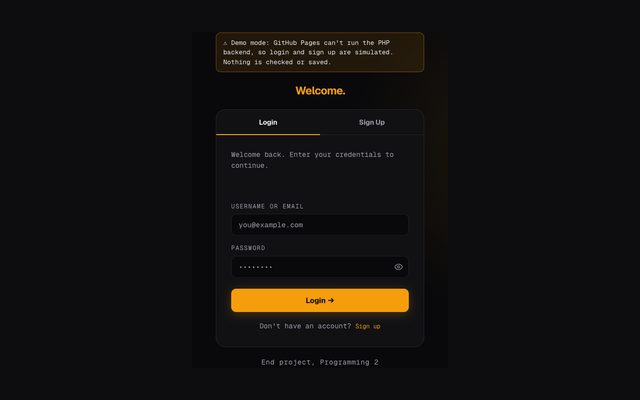 ⚠ Demo mode: GitHub Pages can't run the PHP
backend, so login and sign up are simulated.
Nothing is checked or saved.
Welcome.
Login
Sign Up
Welcome back. Enter your credentials to
continue.
USERNAME OR EMAIL
you@example.com
PASSWORD
••••••••
Login →
Don't have an account? Sign up
End project, Programming 2